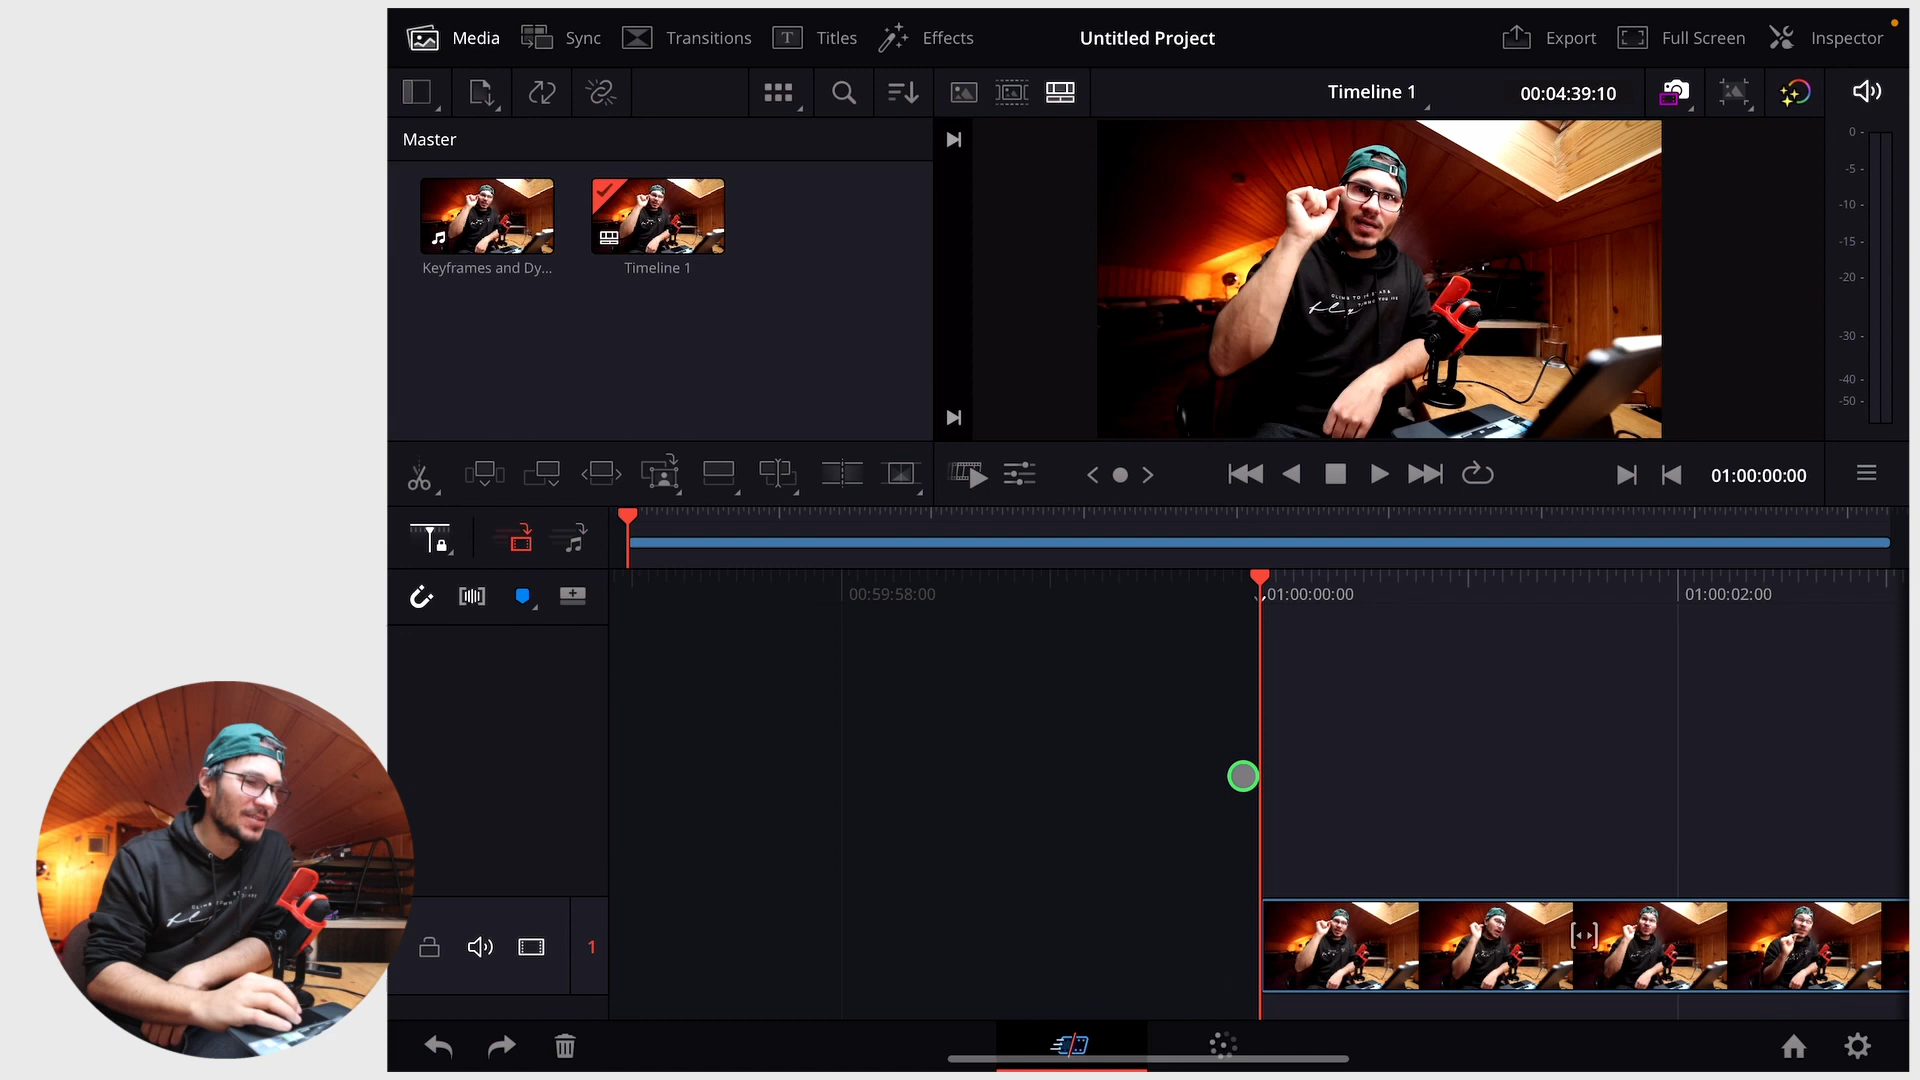 Media
Sync
Transitions
Titles
Effects
Untitled Project
Export
Full Screen
Inspector
Timeline 1
00:04:39:10
Master
Keyframes and Dy...
Timeline 1
0 -
-5 -
-10 -
-15 -
-20 -
-30 -
-40 -
-50 -
01:00:00:00
00:59:58:00
01:00:00:00
01:00:02:00
1